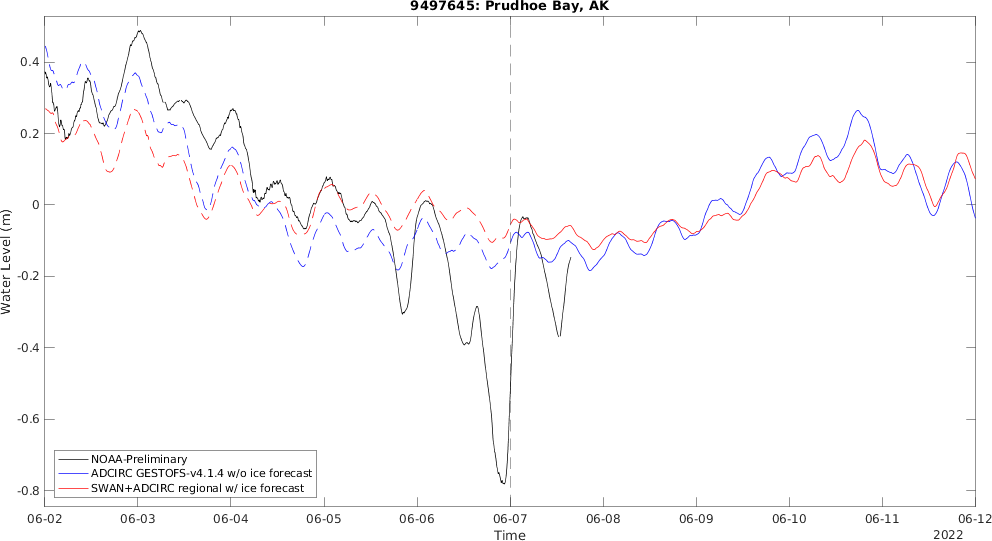 9497645: Prudhoe Bay, AK
Water Level (m)
0.4
0.2
0
-0.2
-0.4
-0.6
-0.8
NOAA-Preliminary
ADCIRC GESTOFS-v4.1.4 w/o ice forecast
SWAN+ADCIRC regional w/ ice forecast
06-02 06-03 06-04 06-05 06-06 06-07 06-08 06-09 06-10 06-11 06-12
Time
2022